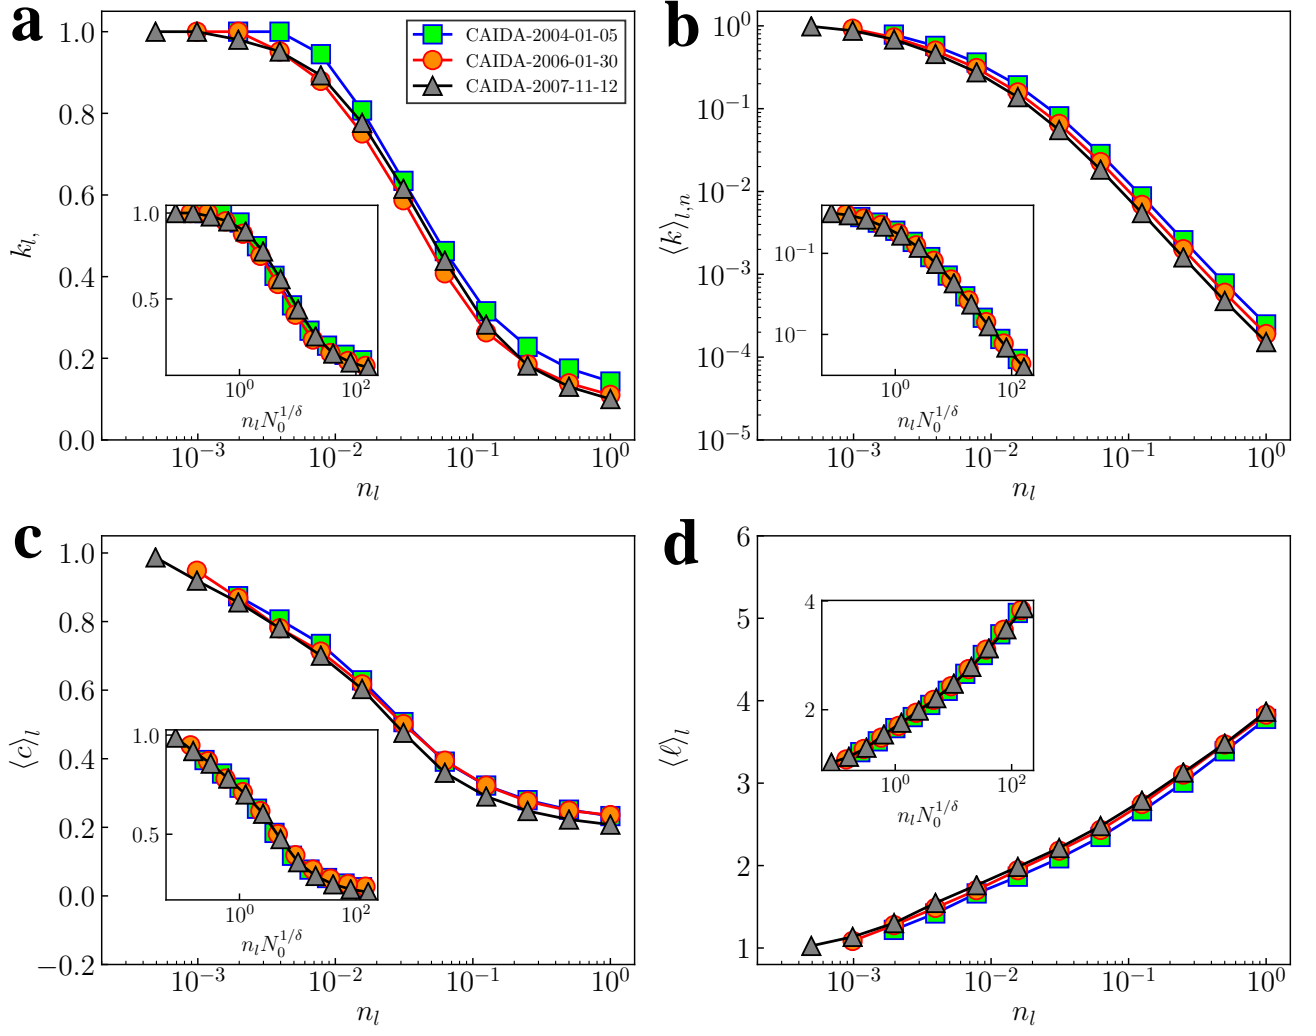 a
1.0
0.8
0.6
0.4
0.2
0.0
k_{l,}
CAIDA-2004-01-05
CAIDA-2006-01-30
CAIDA-2007-11-12
1.0
0.5
10^0 10^2
n_l N_0^{1/δ}
10^{-3} 10^{-2} 10^{-1} 10^0
n_l
b
10^0
10^{-1}
10^{-2}
10^{-3}
10^{-4}
10^{-5}
⟨k⟩_{l,n}
10^{-1}
10^{-}
10^0 10^2
n_l N_0^{1/δ}
10^{-3} 10^{-2} 10^{-1} 10^0
n_l
c
1.0
0.8
0.6
0.4
0.2
0.0
−0.2
⟨c⟩_l
1.0
0.5
10^0 10^2
n_l N_0^{1/δ}
10^{-3} 10^{-2} 10^{-1} 10^0
n_l
d
6
5
4
3
2
1
⟨ℓ⟩_l
4
2
10^0 10^2
n_l N_0^{1/δ}
10^{-3} 10^{-2} 10^{-1} 10^0
n_l